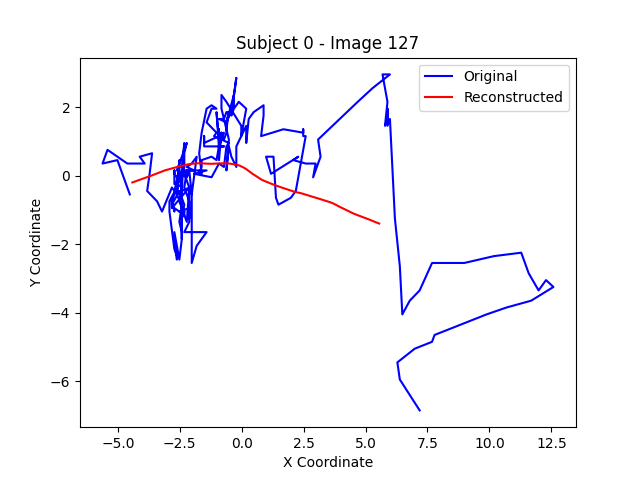 Subject 0 - Image 127
Original
Reconstructed
Y Coordinate
2
0
−2
−4
−6
−5.0 −2.5 0.0 2.5 5.0 7.5 10.0 12.5
X Coordinate